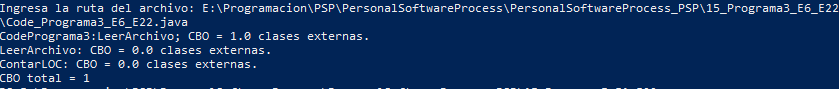 Ingresa la ruta del archivo: E:\Programacion\PSP\PersonalSoftwareProcess\PersonalSoftwareProcess_PSP\15_Programa3_E6_E22
\Code_Programa3_E6_E22.java
CodePrograma3:LeerArchivo; CBO = 1.0 clases externas.
LeerArchivo: CBO = 0.0 clases externas.
ContarLOC: CBO = 0.0 clases externas.
CBO total = 1